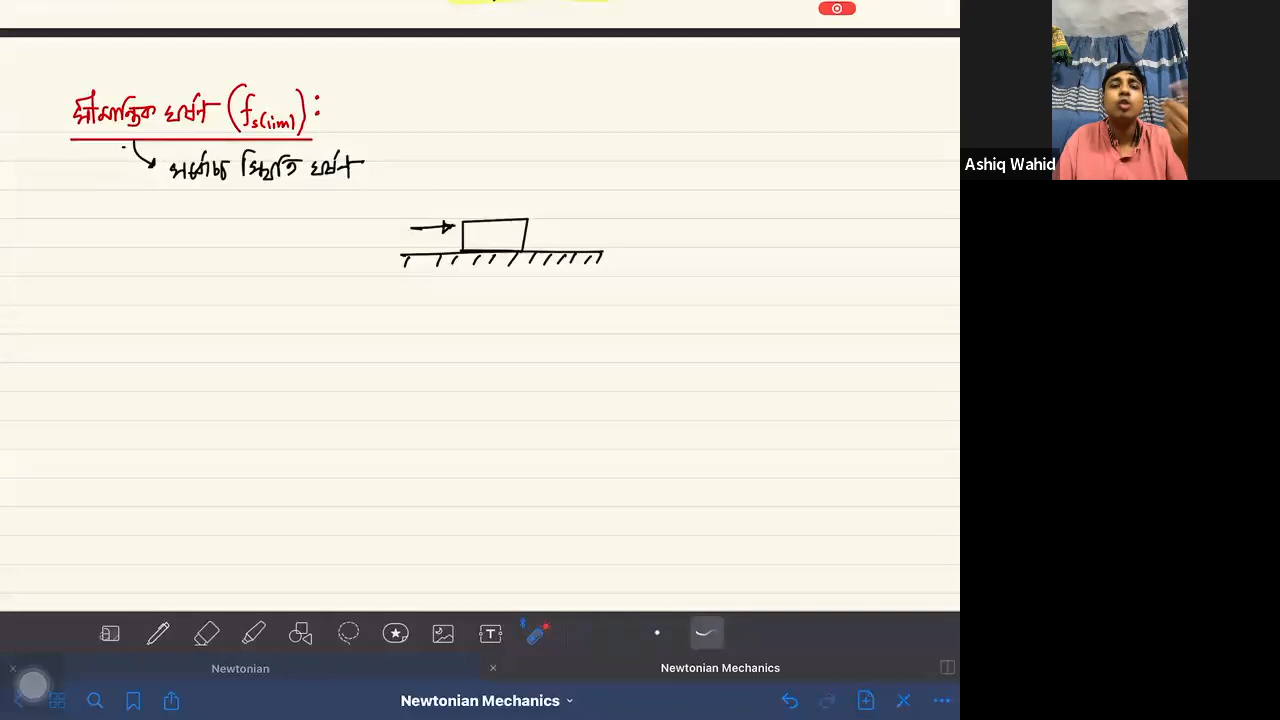 সীমান্তিক ঘর্ষণ (fs(lim)):
সর্বোচ্চ স্থিতি ঘর্ষণ
Ashiq Wahid
T
Newtonian
Newtonian Mechanics
Newtonian Mechanics